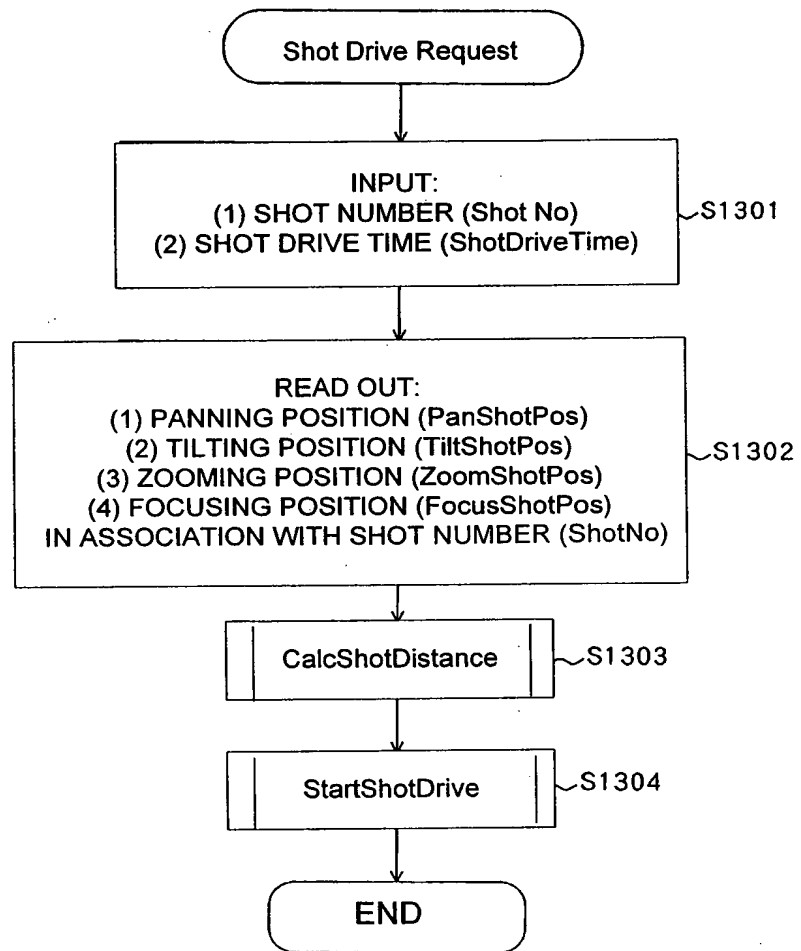 Shot Drive Request
INPUT:
(1) SHOT NUMBER (Shot No)
(2) SHOT DRIVE TIME (ShotDriveTime)
S1301
READ OUT:
(1) PANNING POSITION (PanShotPos)
(2) TILTING POSITION (TiltShotPos)
(3) ZOOMING POSITION (ZoomShotPos)
(4) FOCUSING POSITION (FocusShotPos)
IN ASSOCIATION WITH SHOT NUMBER (ShotNo)
S1302
CalcShotDistance
S1303
StartShotDrive
S1304
END